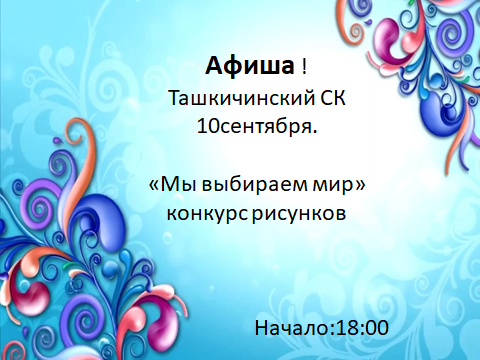 Афиша !
Ташкичинский СК
10сентября.
«Мы выбираем мир»
конкурс рисунков
Начало:18:00